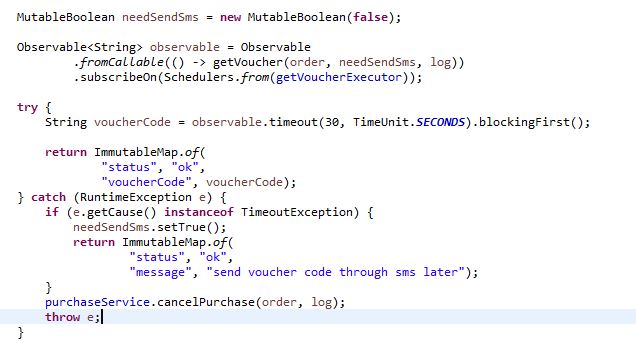 MutableBoolean needSendSms = new MutableBoolean(false);
Observable<String> observable = Observable
.fromCallable(() -> getVoucher(order, needSendSms, log))
.subscribeOn(Schedulers.from(getVoucherExecutor));
try {
String voucherCode = observable.timeout(30, TimeUnit.SECONDS).blockingFirst();
return ImmutableMap.of(
"status", "ok",
"voucherCode", voucherCode);
} catch (RuntimeException e) {
if (e.getCause() instanceof TimeoutException) {
needSendSms.setTrue();
return ImmutableMap.of(
"status", "ok",
"message", "send voucher code through sms later");
}
purchaseService.cancelPurchase(order, log);
throw e;
}